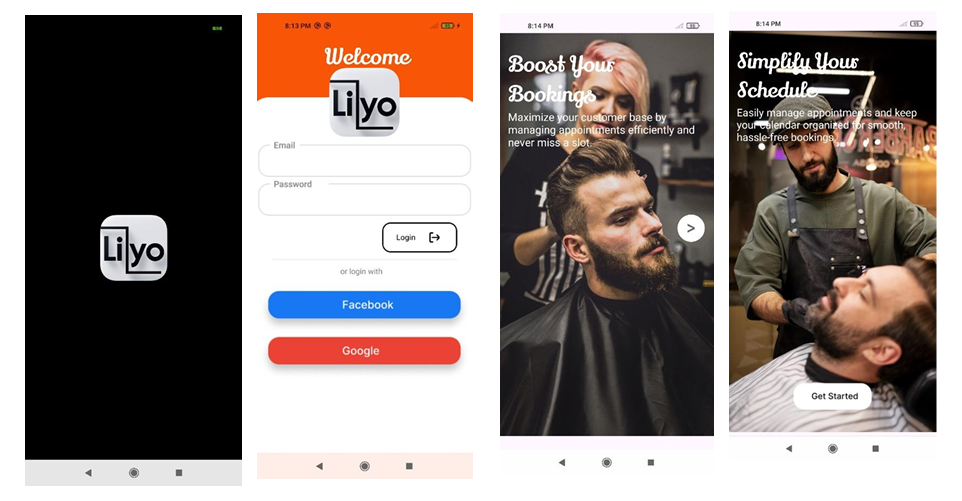 Lilyo
8:13 PM
Welcome
Lilyo
Email
Password
Login
or login with
Facebook
Google
8:14 PM
Boost Your
Bookings
Maximize your customer base by
managing appointments efficiently and
never miss a slot.
>
8:14 PM
Simplify Your
Schedule
Easily manage appointments and keep
your calendar organized for smooth,
hassle-free bookings.
Get Started